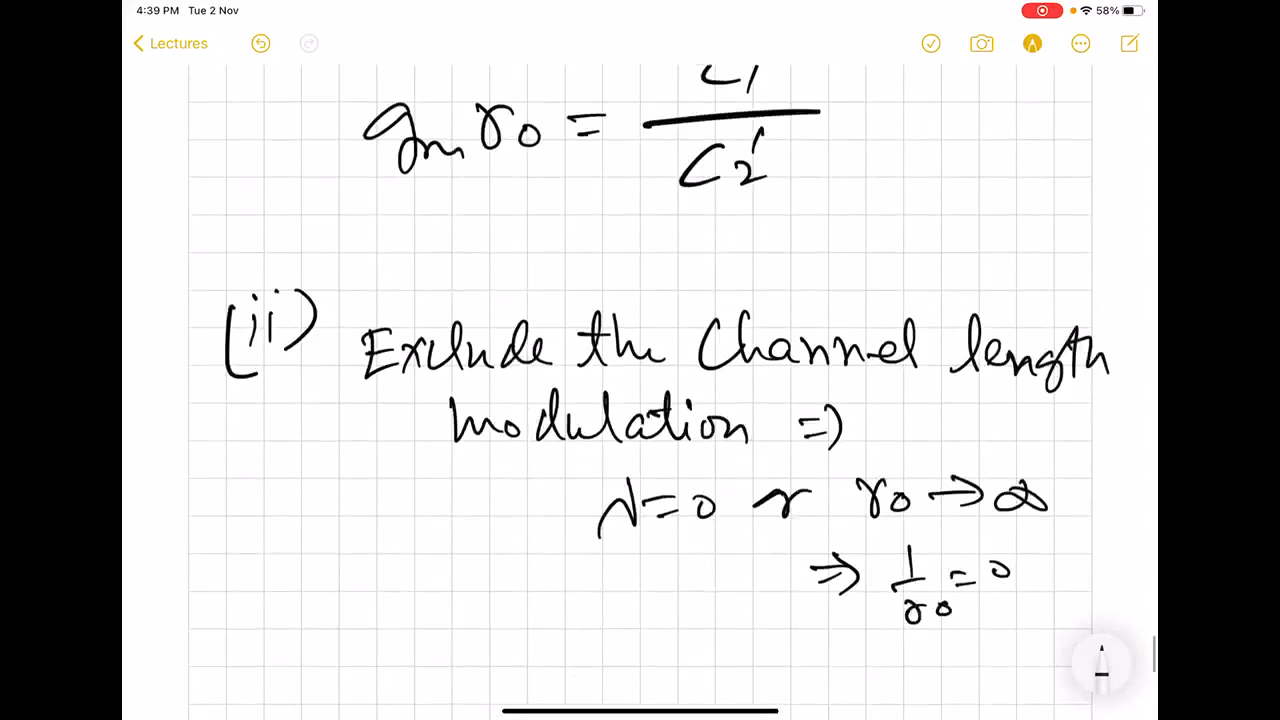 4:39 PM Tue 2 Nov
58%
Lectures
C1
gm ro = 
C2'
(ii) Exclude the Channel length
modulation =>
λ=0 or ro → ∞
⇒ 1/ro = 0